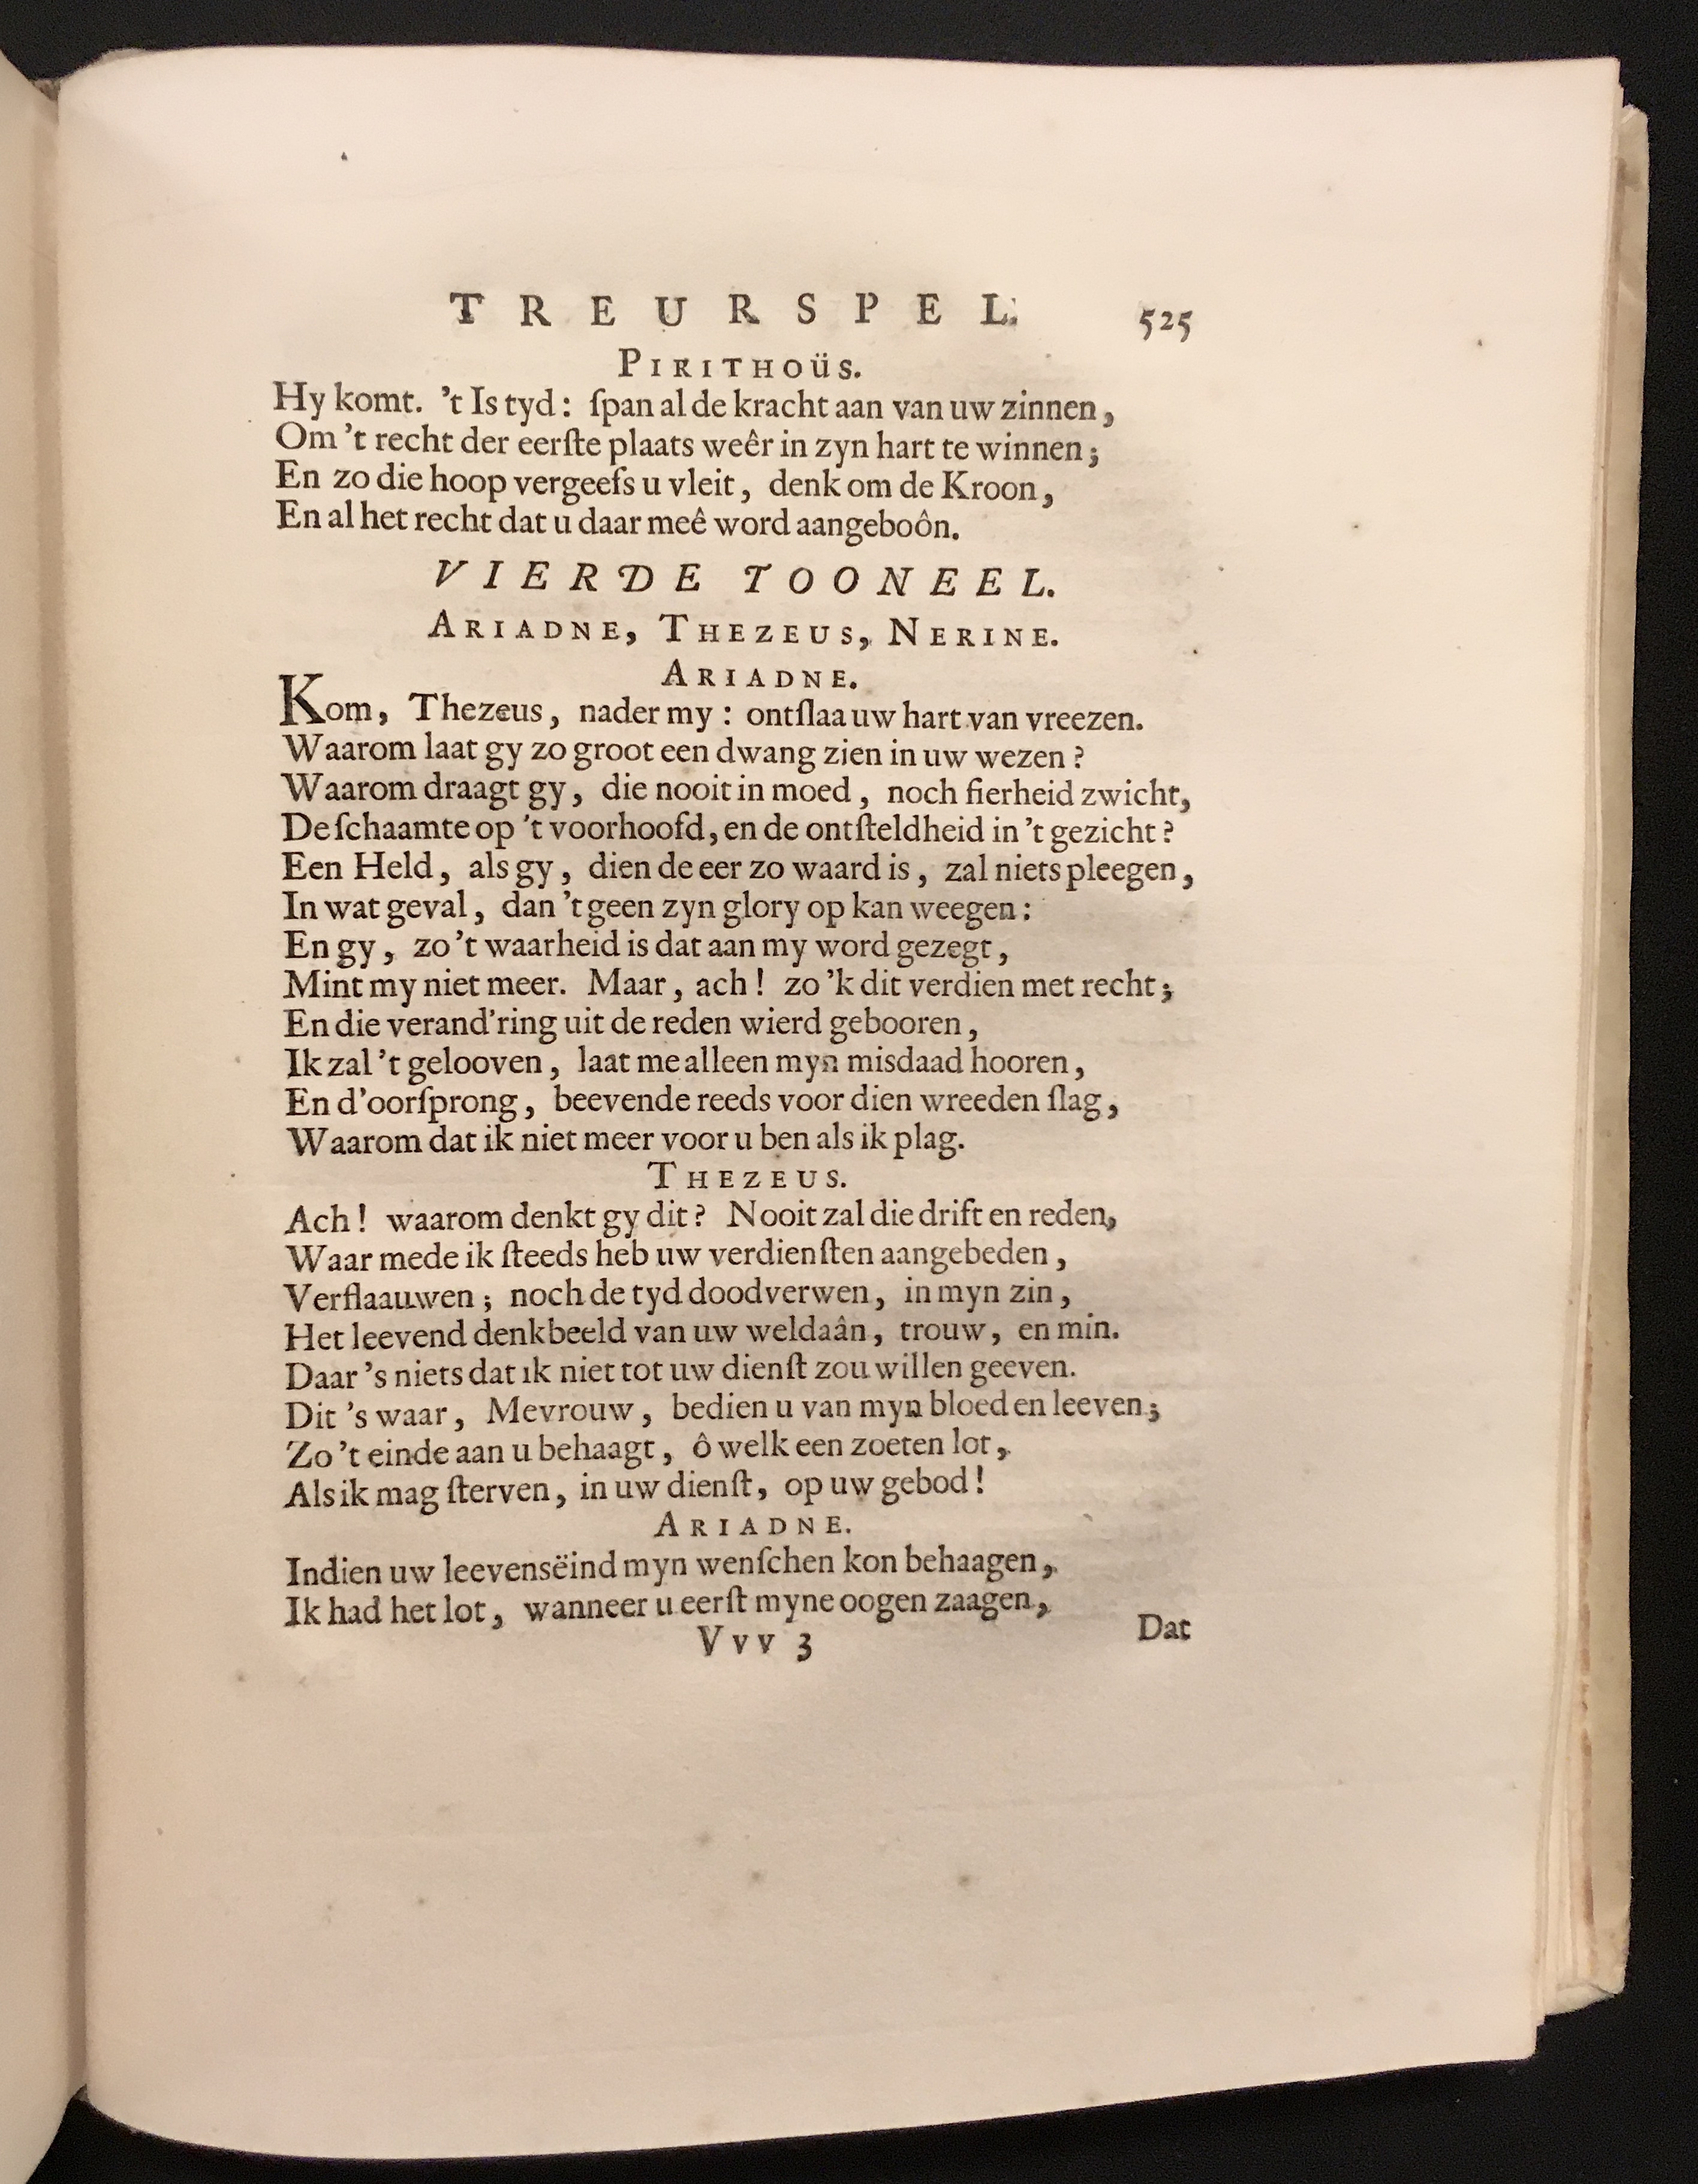 TREURSPEL. 525
PIRITHOüS.
Hy komt. 't Is tyd: ſpan al de kracht aan van uw zinnen,
Om 't recht der eerſte plaats weêr in zyn hart te winnen;
En zo die hoop vergeefs u vleit, denk om de Kroon,
En al het recht dat u daar meê word aangeboôn.
VIERDE TOONEEL.
ARIADNE, THEZEUS, NERINE.
ARIADNE.
Kom, Thezeus, nader my: ontſlaa uw hart van vreezen.
Waarom laat gy zo groot een dwang zien in uw wezen?
Waarom draagt gy, die nooit in moed, noch fierheid zwicht,
De ſchaamte op 't voorhoofd, en de ontſteldheid in 't gezicht?
Een Held, als gy, dien de eer zo waard is, zal niets pleegen,
In wat geval, dan 't geen zyn glory op kan weegen:
En gy, zo 't waarheid is dat aan my word gezegt,
Mint my niet meer. Maar, ach! zo 'k dit verdien met recht;
En die verand'ring uit de reden wierd gebooren,
Ik zal 't gelooven, laat me alleen myn misdaad hooren,
En d'oorſprong, beevende reeds voor dien wreeden ſlag,
Waarom dat ik niet meer voor u ben als ik plag.
THEZEUS.
Ach! waarom denkt gy dit? Nooit zal die drift en reden,
Waar mede ik ſteeds heb uw verdienſten aangebeden,
Verflaauwen; noch de tyd doodverwen, in myn zin,
Het leevend denkbeeld van uw weldaân, trouw, en min.
Daar 's niets dat ik niet tot uw dienſt zou willen geeven.
Dit 's waar, Mevrouw, bedien u van myn bloed en leeven;
Zo 't einde aan u behaagt, ô welk een zoeten lot,
Als ik mag ſterven, in uw dienſt, op uw gebod!
ARIADNE.
Indien uw leevensëind myn wenſchen kon behaagen,
Ik had het lot, wanneer u eerſt myne oogen zaagen,
Vvv 3 Dat